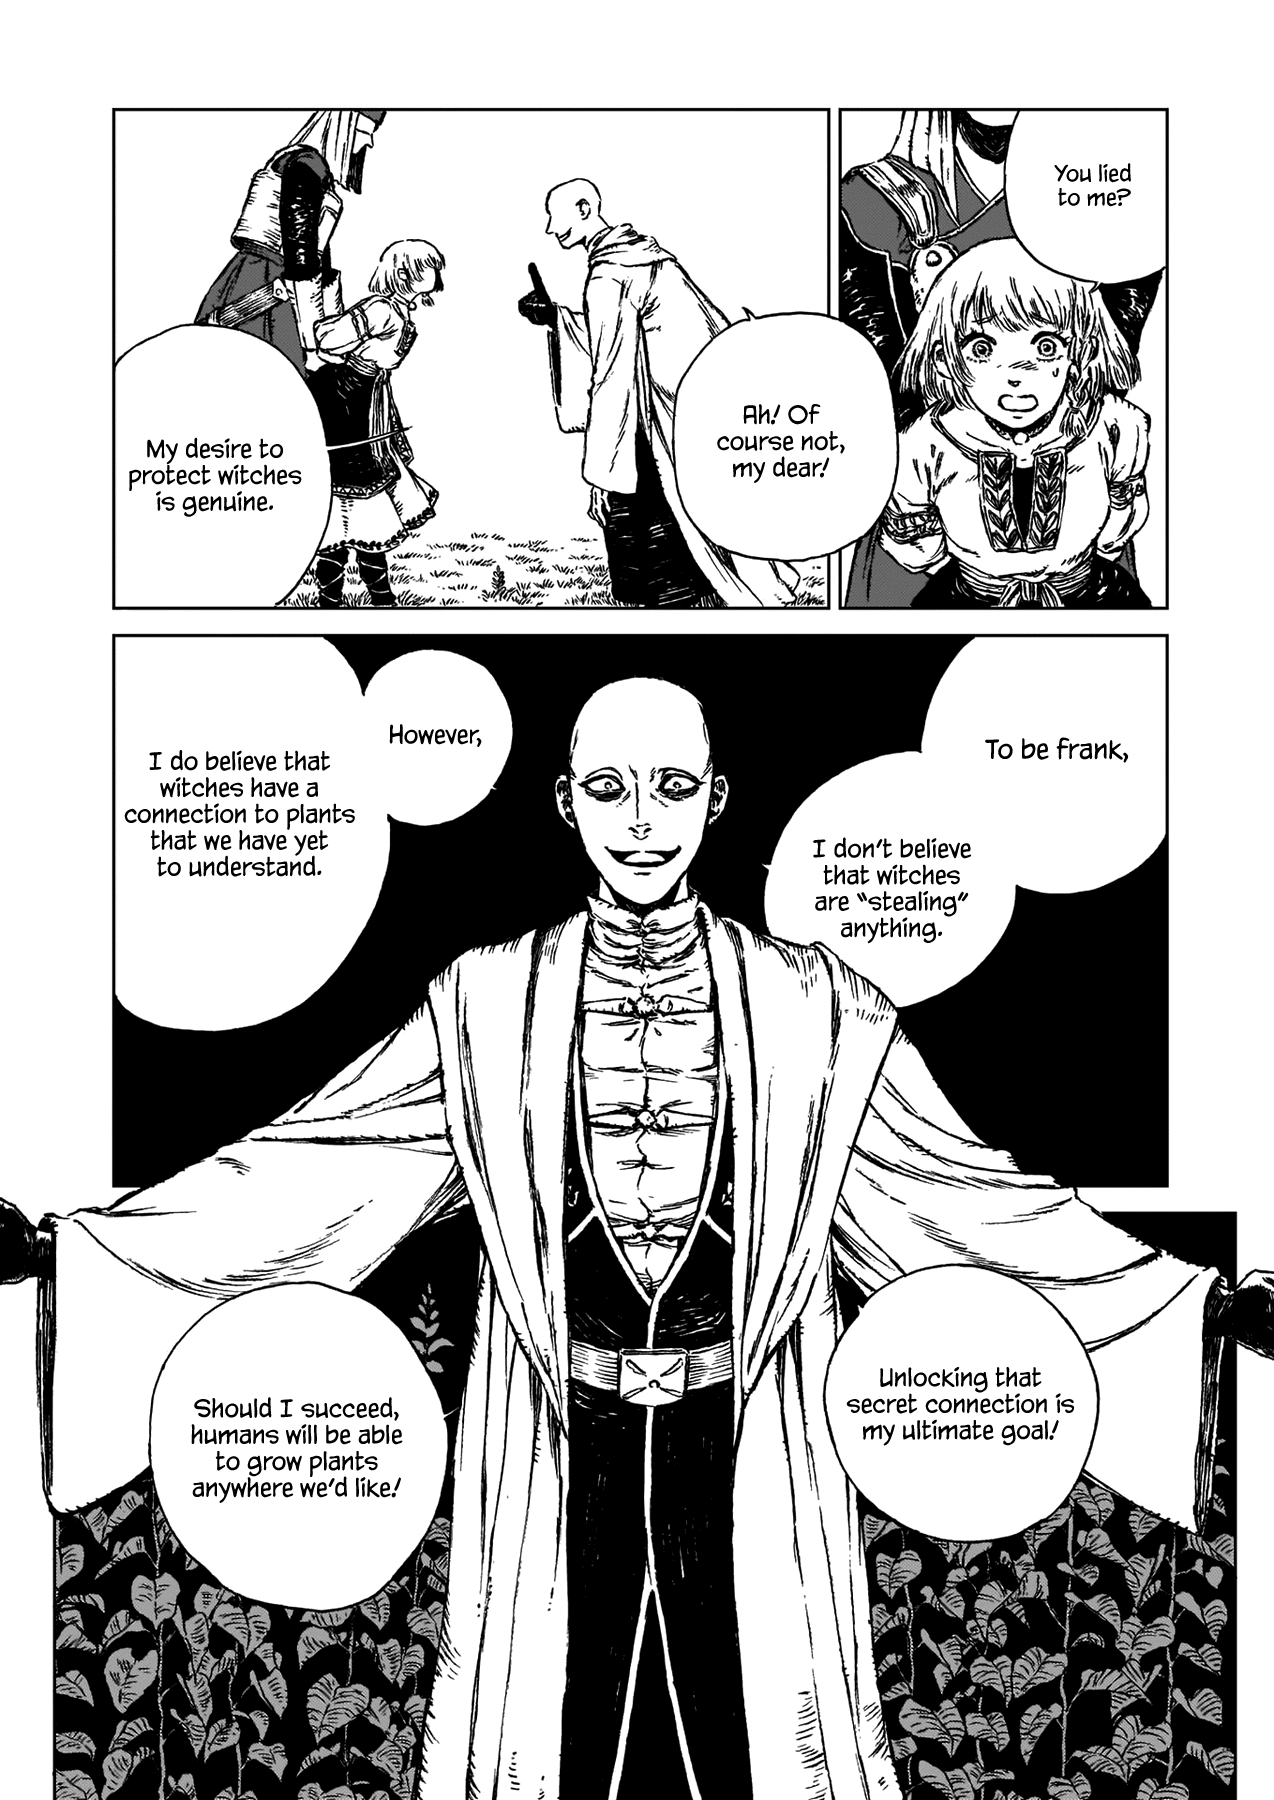 You lied
to me?
Ah! Of
course not,
my dear!
My desire to
protect witches
is genuine.
To be frank,
I don't believe
that witches
are "stealing"
anything.
However,
I do believe that
witches have a
connection to plants
that we have yet
to understand.
Unlocking that
secret connection is
my ultimate goal!
Should I succeed,
humans will be able
to grow plants
anywhere we'd like!